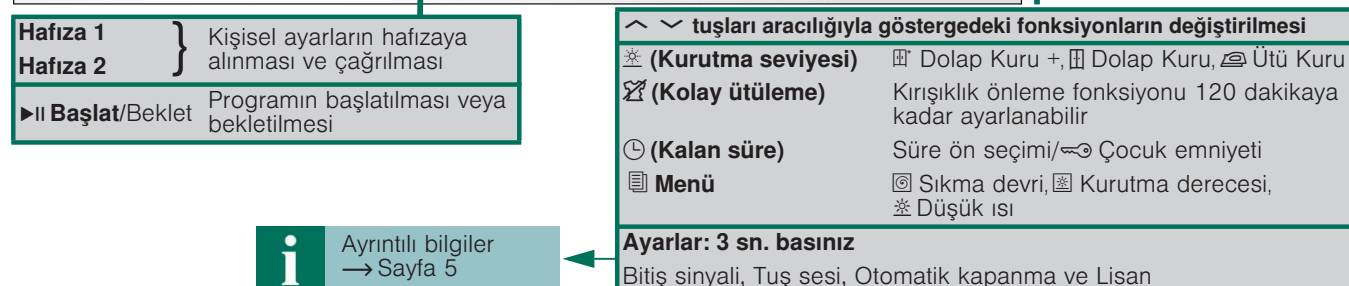 Hafıza 1
Hafıza 2
Kişisel ayarların hafızaya
alınması ve çağrılması
Başlat/Beklet
Programın başlatılması veya
bekletilmesi
tuşları aracılığıyla göstergedeki fonksiyonların değiştirilmesi
(Kurutma seviyesi) Dolap Kuru +, Dolap Kuru, Ütü Kuru
(Kolay ütüleme) Kırışıklık önleme fonksiyonu 120 dakikaya
kadar ayarlanabilir
(Kalan süre) Süre ön seçimi/ Çocuk emniyeti
Menü Sıkma devri, Kurutma derecesi,
Düşük ısı
Ayarlar: 3 sn. basınız
Bitiş sinyali, Tuş sesi, Otomatik kapanma ve Lisan
i
Ayrıntılı bilgiler
→ Sayfa 5